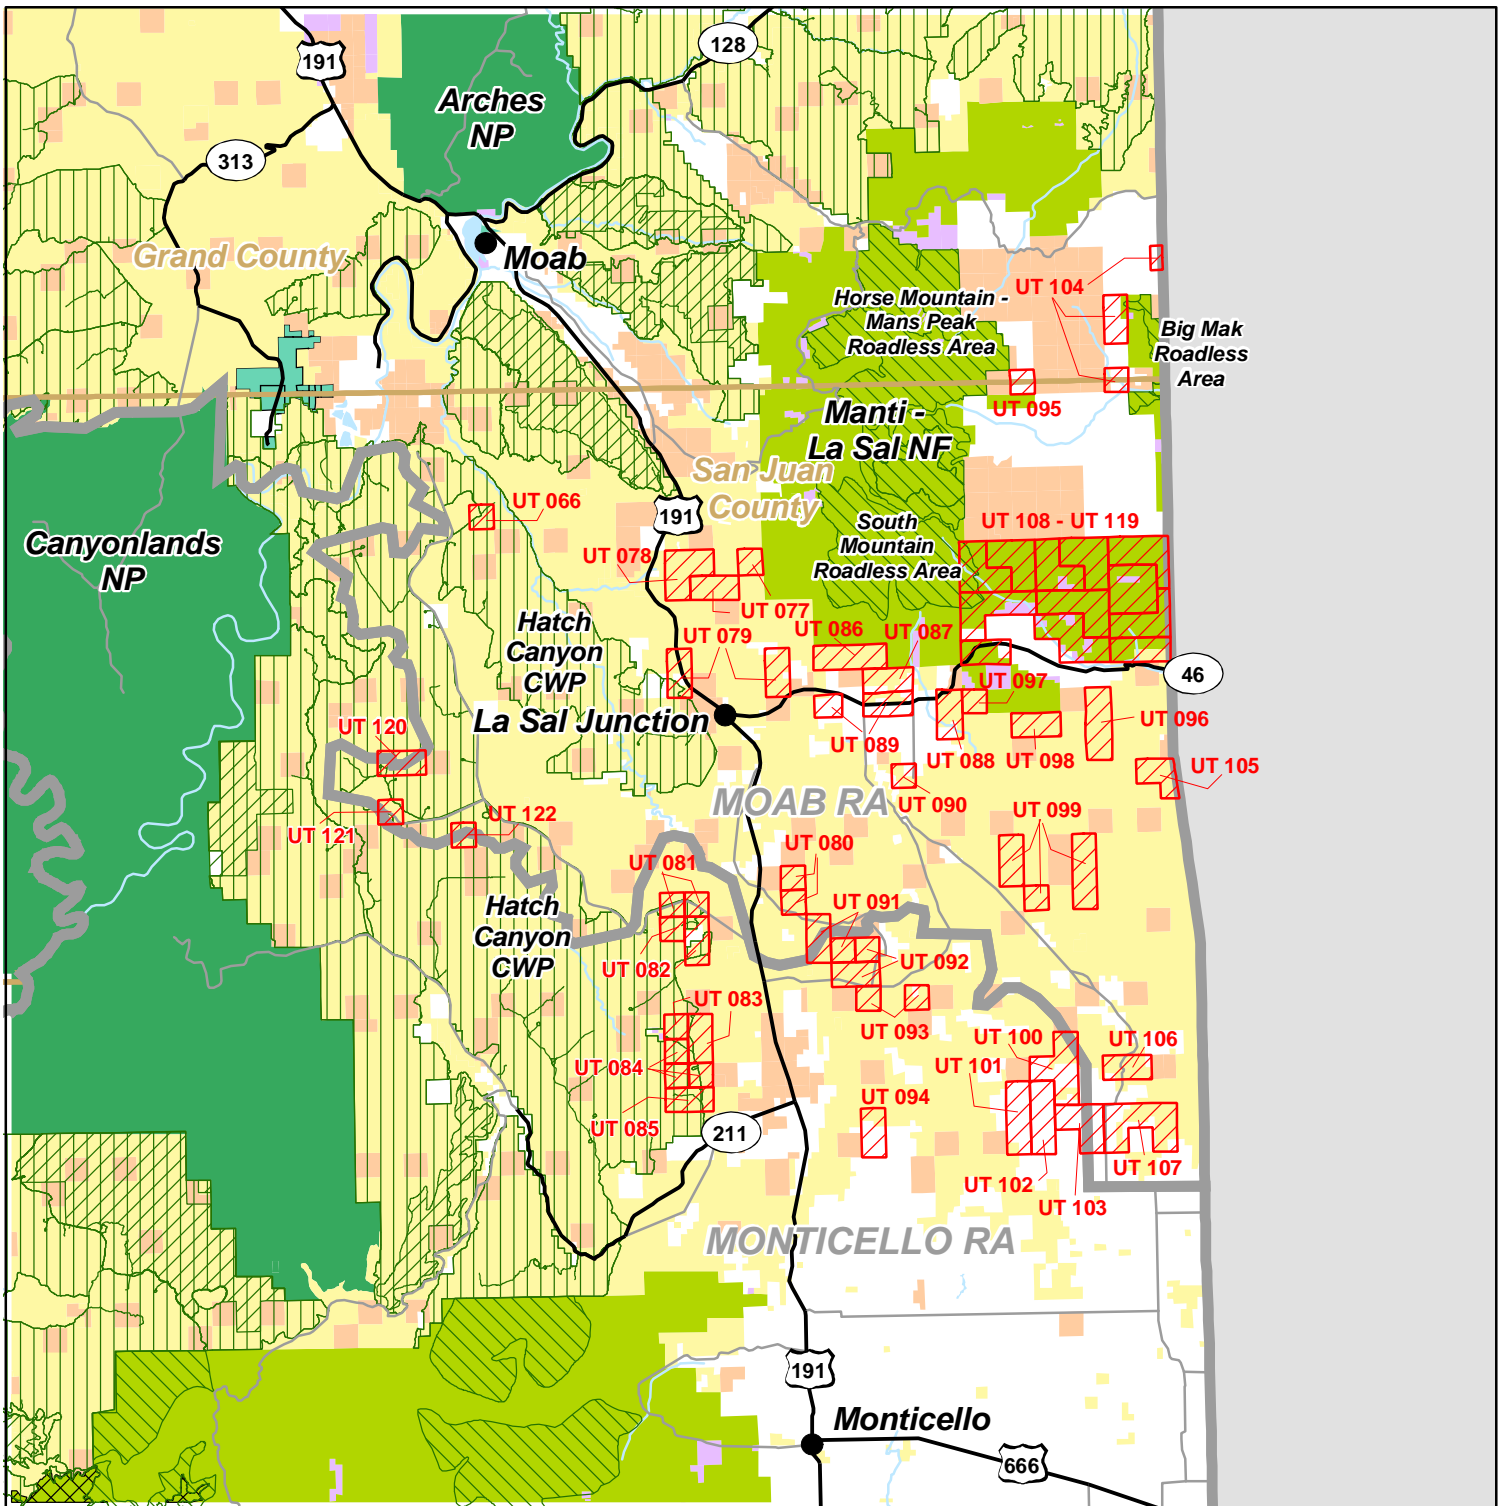 191
128
Arches
NP
313
Grand County
Moab
UT 104
Horse Mountain -
Mans Peak
Roadless Area
Big Mak
Roadless
Area
UT 095
Manti -
La Sal NF
San Juan
County
UT 066
191
Canyonlands
NP
South
Mountain
Roadless Area
UT 108 - UT 119
UT 078
UT 077
Hatch
Canyon
CWP
UT 079
UT 086
UT 087
46
UT 097
La Sal Junction
UT 120
UT 096
UT 089
UT 088
UT 098
UT 105
MOAB RA
UT 090
UT 121
UT 122
UT 099
UT 080
UT 081
UT 091
Hatch
Canyon
CWP
UT 082
UT 092
UT 083
UT 093
UT 100
UT 106
UT 101
UT 084
UT 094
UT 085
211
UT 107
UT 102
UT 103
MONTICELLO RA
191
Monticello
666